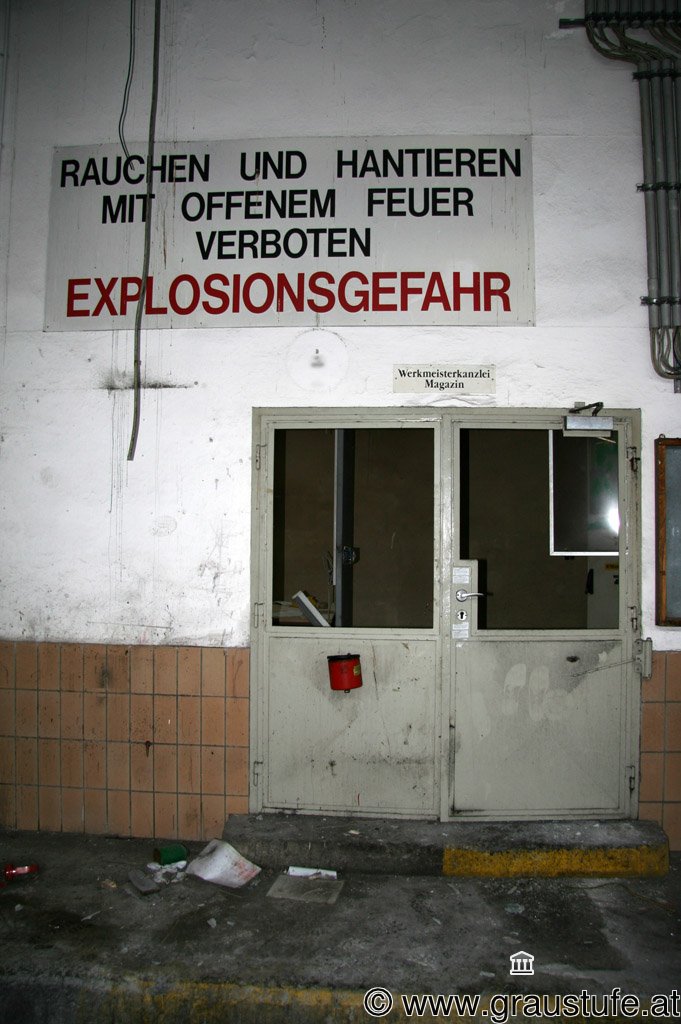 RAUCHEN UND HANTIEREN
MIT OFFENEM FEUER
VERBOTEN
EXPLOSIONSGEFAHR
Werkmeisterkanzlei
Magazin
© www.graustufe.at